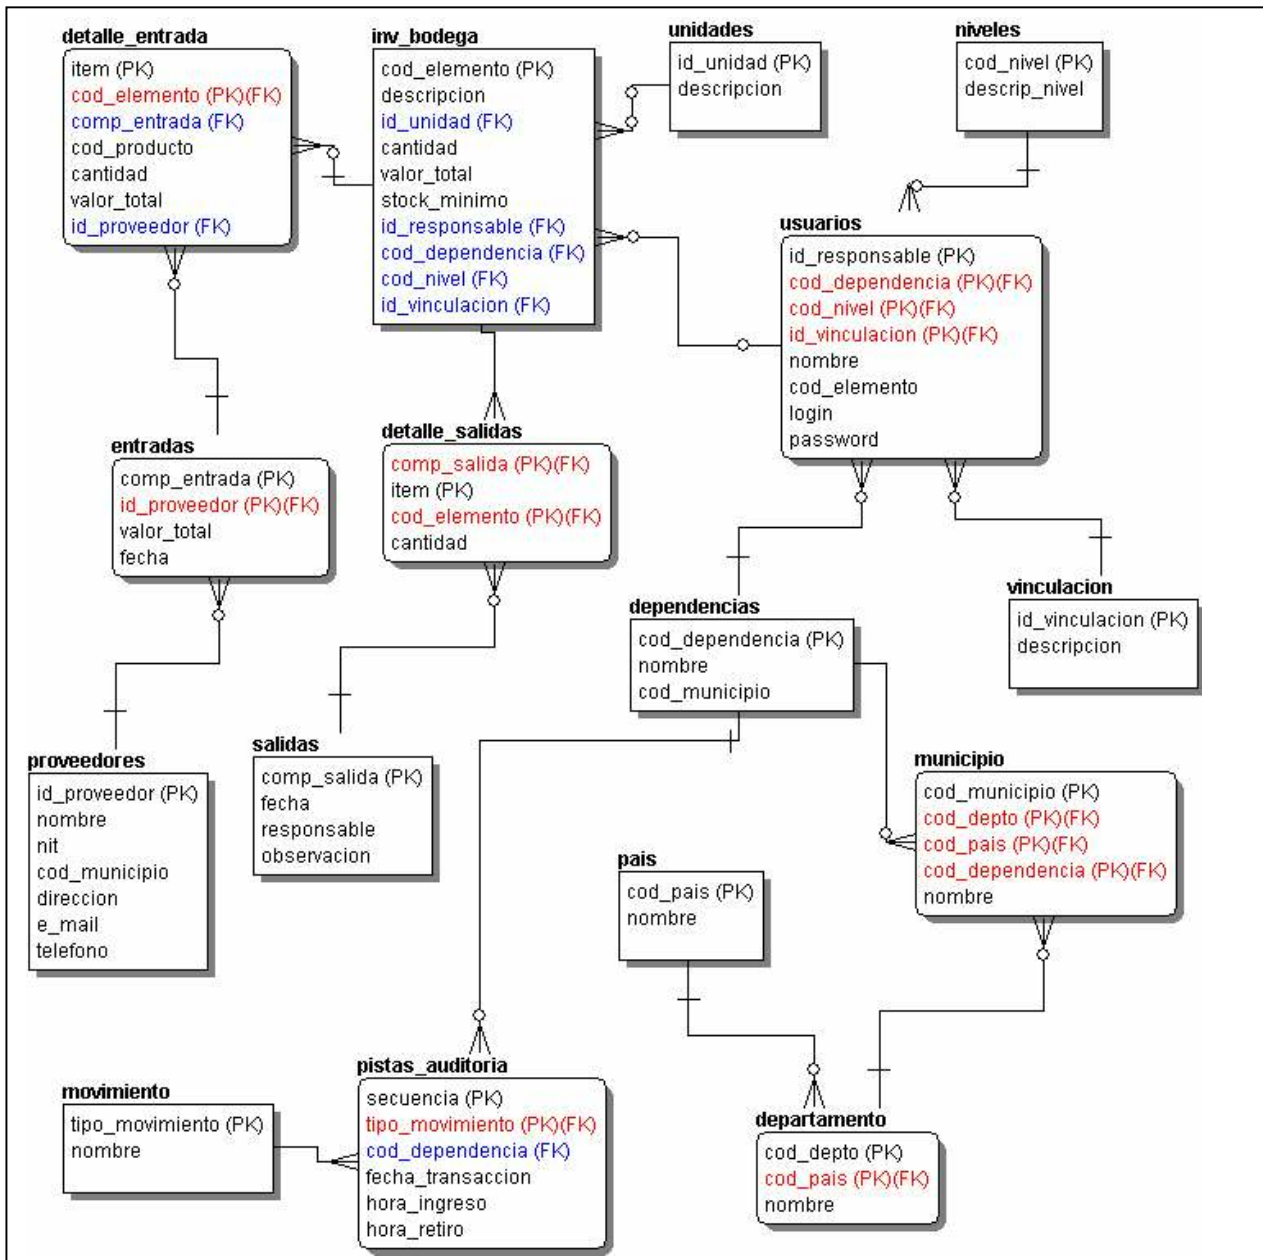 detalle_entrada
item (PK)
cod_elemento (PK)(FK)
comp_entrada (FK)
cod_producto
cantidad
valor_total
id_proveedor (FK)
inv_bodega
cod_elemento (PK)
descripcion
id_unidad (FK)
cantidad
valor_total
stock_minimo
id_responsable (FK)
cod_dependencia (FK)
cod_nivel (FK)
id_vinculacion (FK)
unidades
id_unidad (PK)
descripcion
niveles
cod_nivel (PK)
descrip_nivel
usuarios
id_responsable (PK)
cod_dependencia (PK)(FK)
cod_nivel (PK)(FK)
id_vinculacion (PK)(FK)
nombre
cod_elemento
login
password
entradas
comp_entrada (PK)
id_proveedor (PK)(FK)
valor_total
fecha
detalle_salidas
comp_salida (PK)(FK)
item (PK)
cod_elemento (PK)(FK)
cantidad
dependencias
cod_dependencia (PK)
nombre
cod_municipio
vinculacion
id_vinculacion (PK)
descripcion
proveedores
id_proveedor (PK)
nombre
nit
cod_municipio
direccion
e_mail
telefono
salidas
comp_salida (PK)
fecha
responsable
observacion
municipio
cod_municipio (PK)
cod_depto (PK)(FK)
cod_pais (PK)(FK)
cod_dependencia (PK)(FK)
nombre
pais
cod_pais (PK)
nombre
movimiento
tipo_movimiento (PK)
nombre
pistas_auditoria
secuencia (PK)
tipo_movimiento (PK)(FK)
cod_dependencia (FK)
fecha_transaccion
hora_ingreso
hora_retiro
departamento
cod_depto (PK)
cod_pais (PK)(FK)
nombre